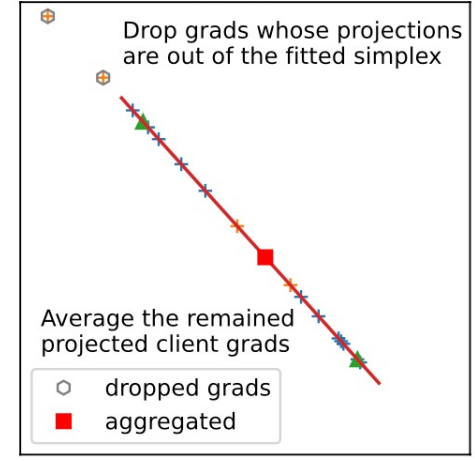 Drop grads whose projections
are out of the fitted simplex
Average the remained
projected client grads
dropped grads
aggregated